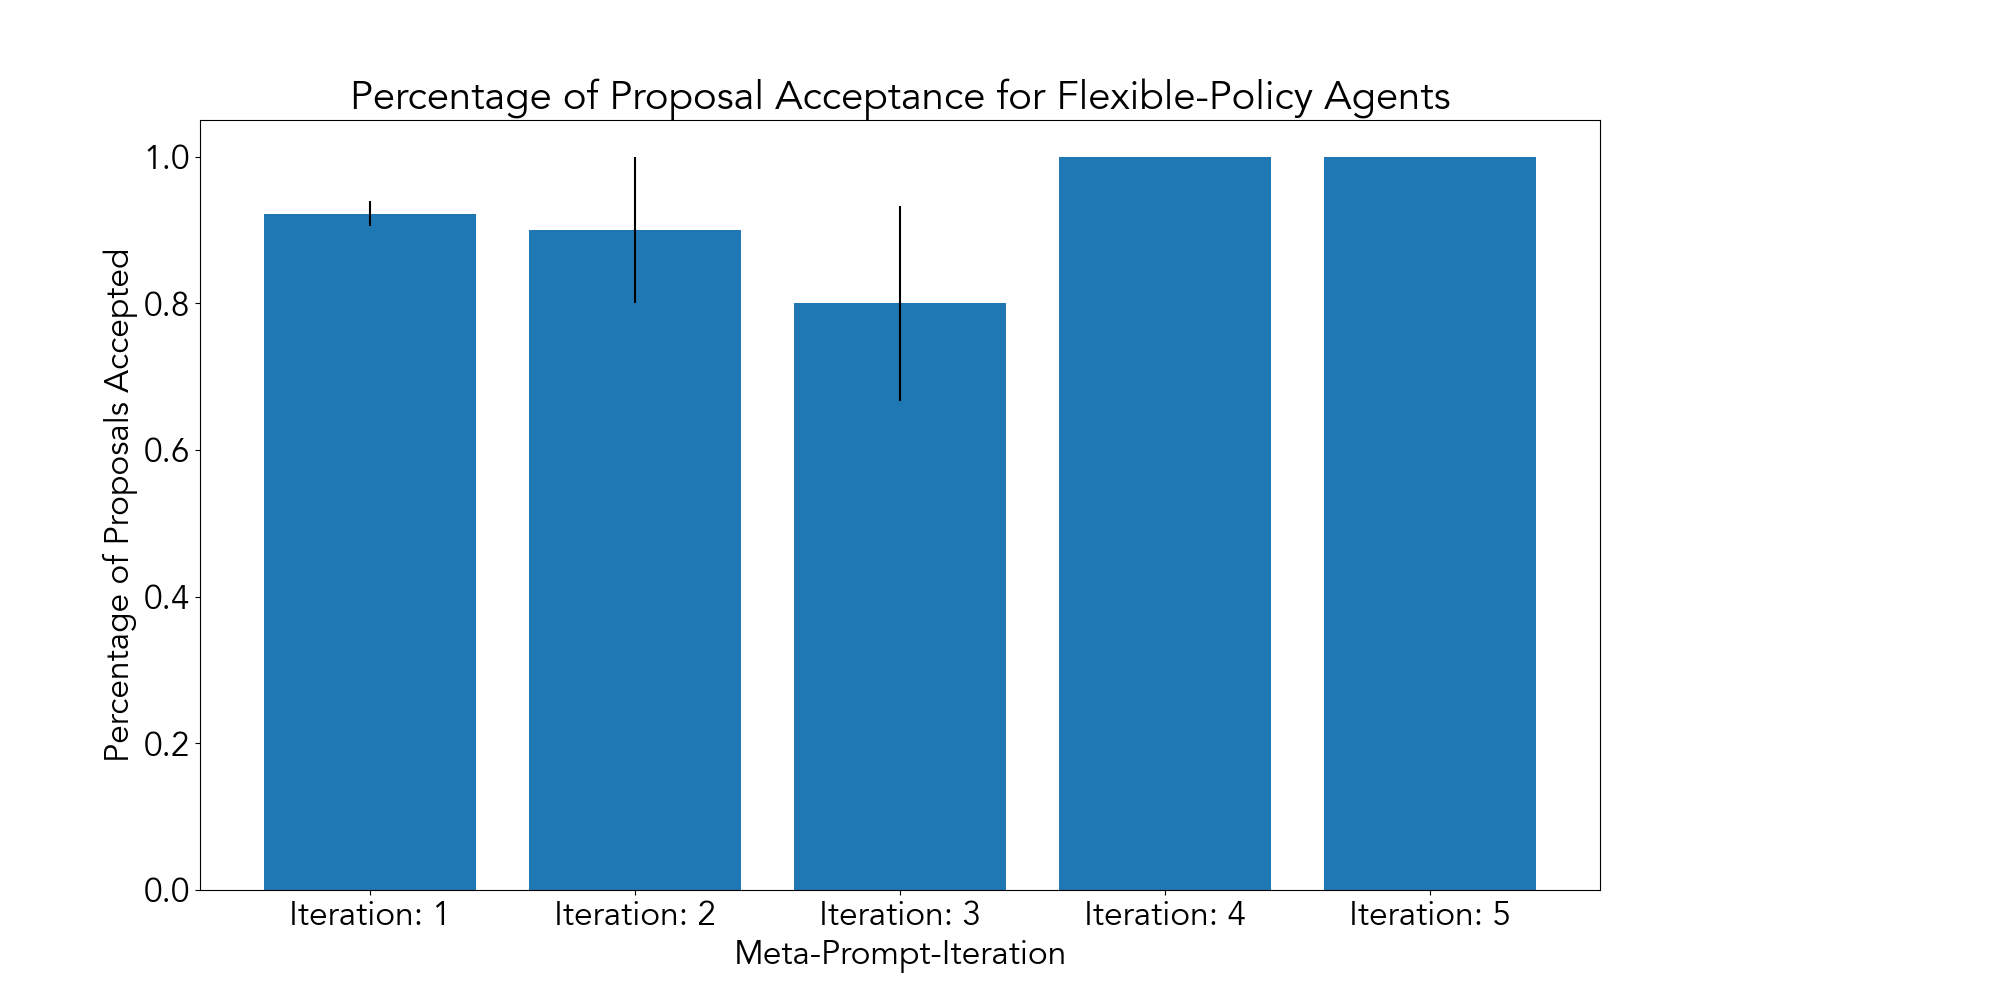 Percentage of Proposal Acceptance for Flexible-Policy Agents
Percentage of Proposals Accepted
1.0
0.8
0.6
0.4
0.2
0.0
Iteration: 1 Iteration: 2 Iteration: 3 Iteration: 4 Iteration: 5
Meta-Prompt-Iteration